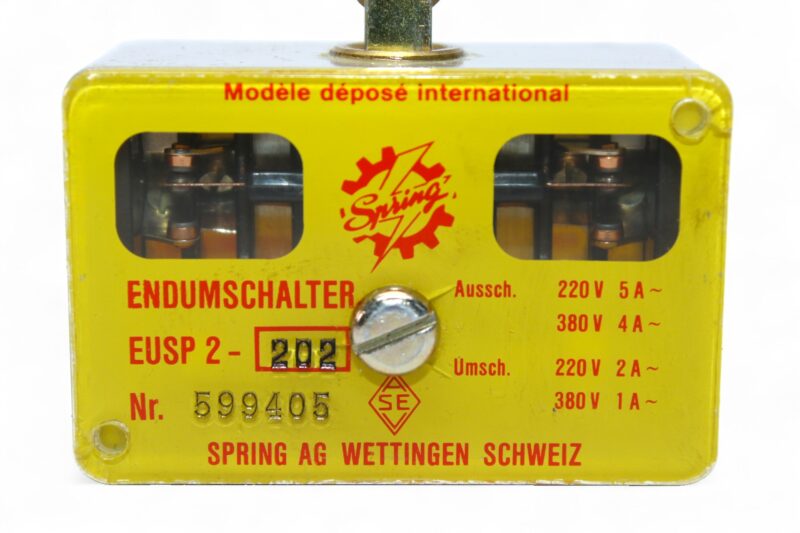 Modèle déposé international
Spring
ENDUMSCHALTER
EUSP 2 - 202
Nr. 599405
Aussch. 220 V 5 A ~
380 V 4 A ~
Umsch. 220 V 2 A ~
380 V 1 A ~
A
SE
SPRING AG WETTINGEN SCHWEIZ